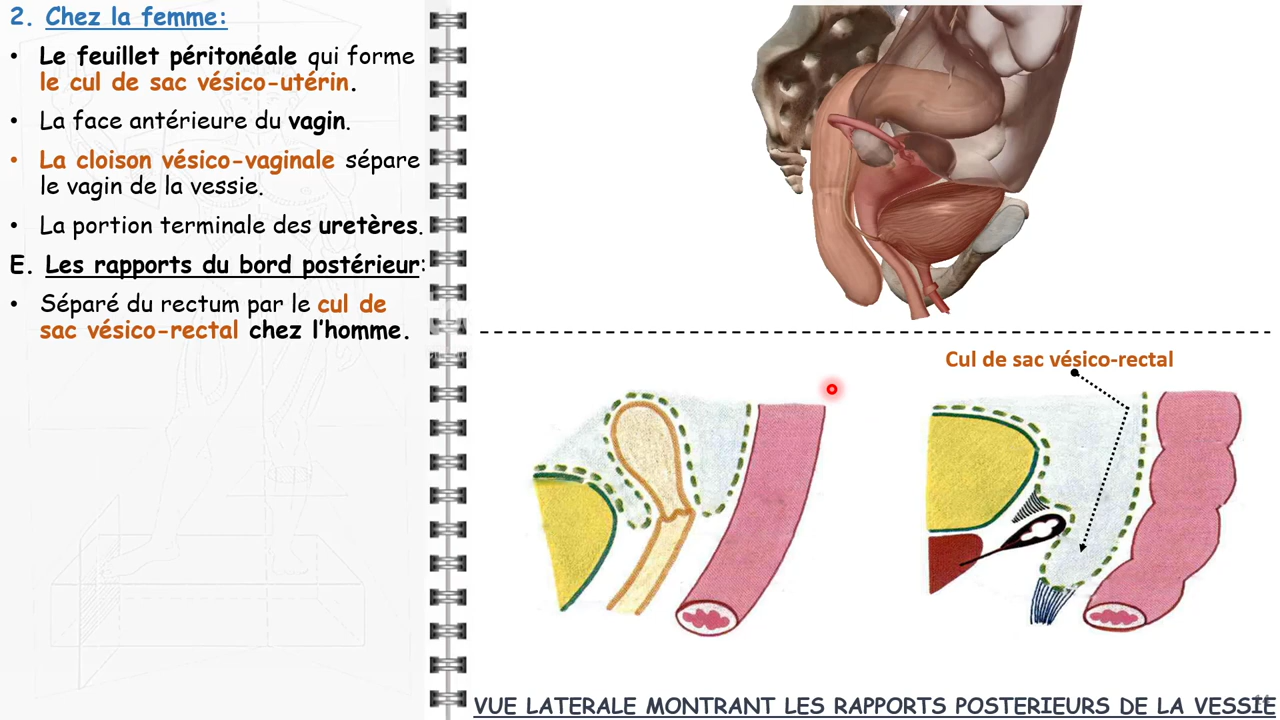 2. Chez la femme:
• Le feuillet péritonéale qui forme
le cul de sac vésico-utérin.
• La face antérieure du vagin.
• La cloison vésico-vaginale sépare
le vagin de la vessie.
• La portion terminale des uretères.
E. Les rapports du bord postérieur:
• Séparé du rectum par le cul de
sac vésico-rectal chez l'homme.
Cul de sac vésico-rectal
VUE LATERALE MONTRANT LES RAPPORTS POSTERIEURS DE LA VESSIE